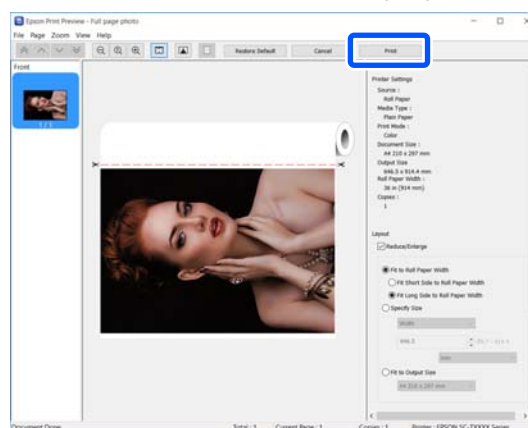 Epson Print Preview - Full page photo
File Page Zoom View Help
Restore Default
Cancel
Print
Front
1 / 1
Printer Settings
Source :
Roll Paper
Media Type :
Plain Paper
Print Mode :
Color
Document Size :
A4 210 x 297 mm
Output Size
646.5 x 914.4 mm
Roll Paper Width :
36 in (914 mm)
Copies :
1
Layout
Reduce/Enlarge
Fit to Roll Paper Width
Fit Short Side to Roll Paper Width
Fit Long Side to Roll Paper Width
Specify Size
Width
646.5
mm
Fit to Output Size
A4 210 x 297 mm
Document Done
Total : 1
Current Page : 1
Copies : 1
Printer : EPSON SC-TXXXX Series